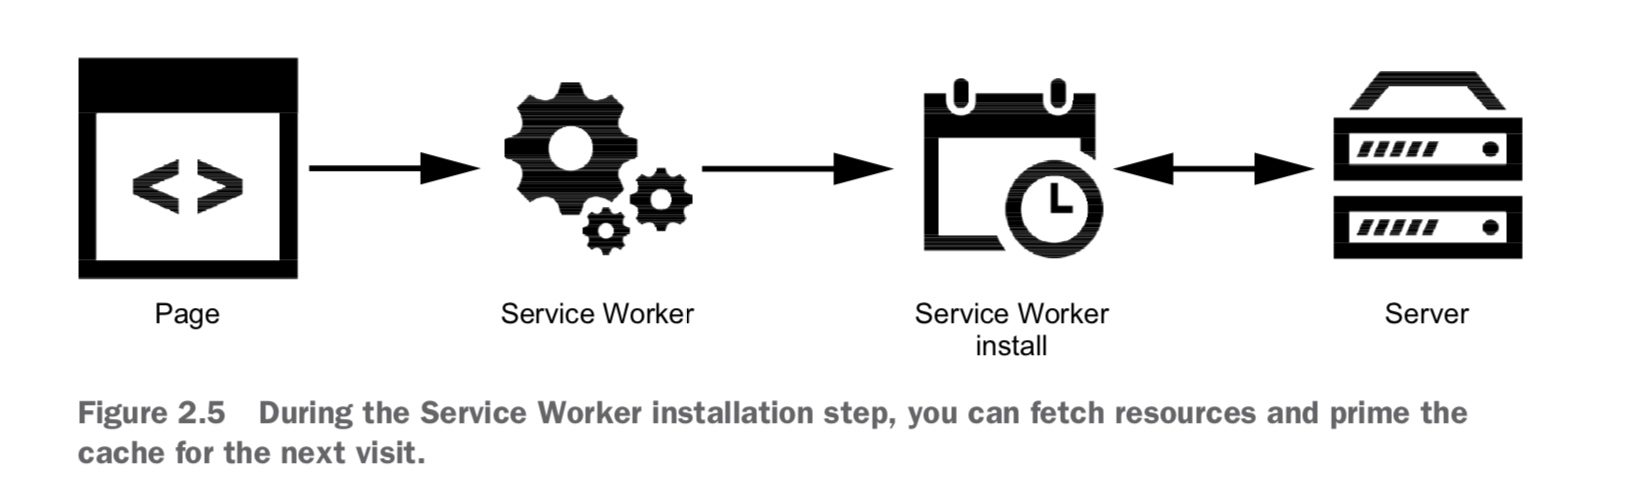 < >
Page
Service Worker
Service Worker
install
Server
Figure 2.5 During the Service Worker installation step, you can fetch resources and prime the
cache for the next visit.